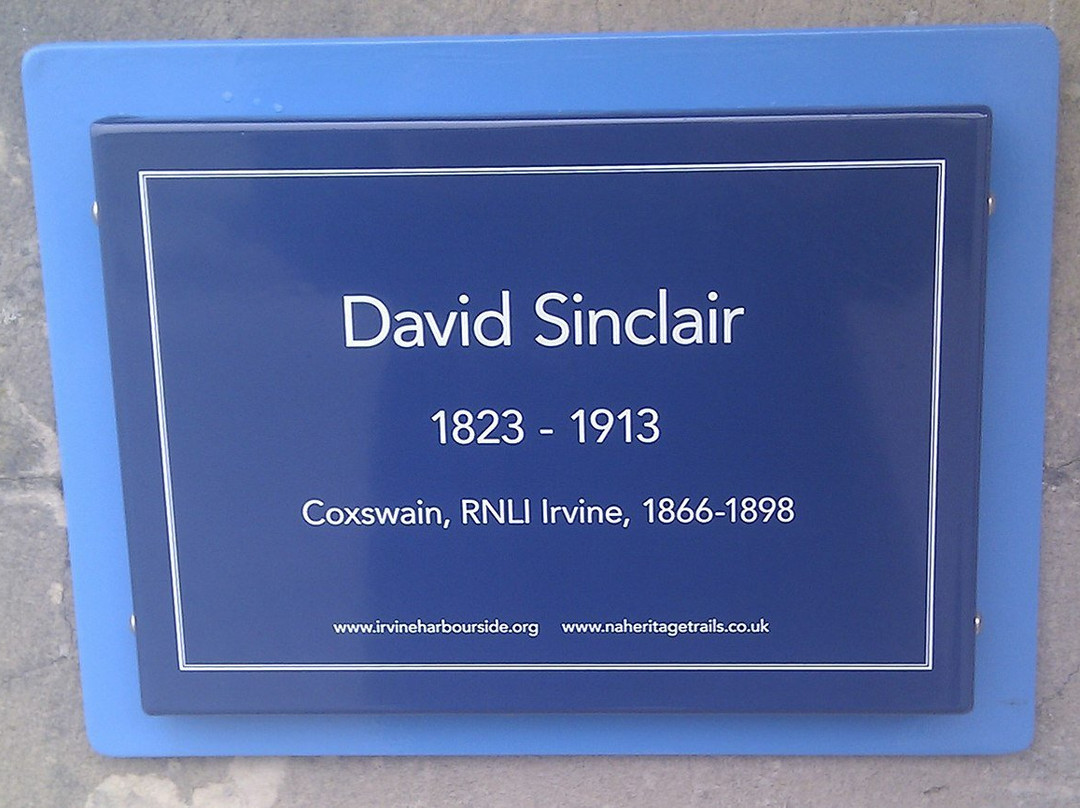 David Sinclair
1823 - 1913
Coxswain, RNLI Irvine, 1866-1898
www.irvineharbourside.org www.naheritagetrails.co.uk